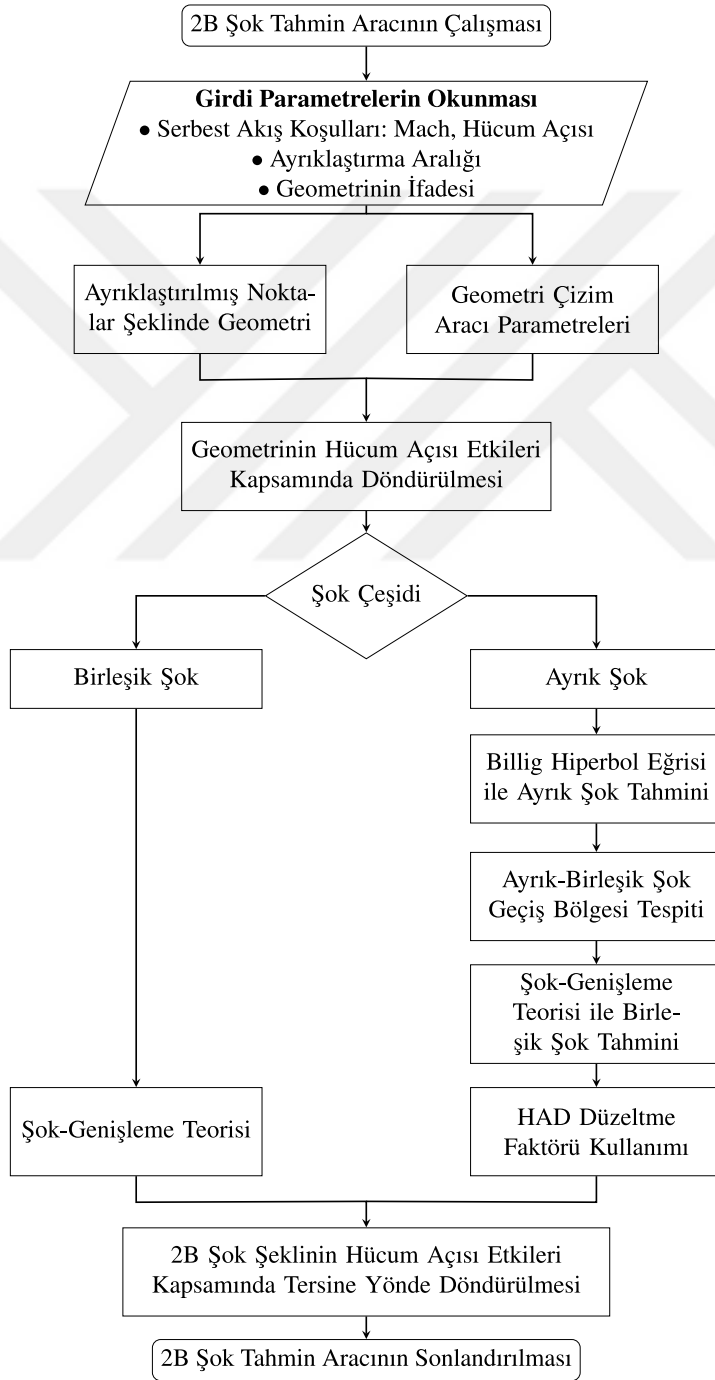 2B Şok Tahmin Aracının Çalışması
Girdi Parametrelerin Okunması
• Serbest Akış Koşulları: Mach, Hücum Açısı
• Ayrıklaştırma Aralığı
• Geometrinin İfadesi
Ayrıklaştırılmış Nokta-
lar Şeklinde Geometri
Geometri Çizim
Aracı Parametreleri
Geometrinin Hücum Açısı Etkileri
Kapsamında Döndürülmesi
Şok Çeşidi
Birleşik Şok
Ayrık Şok
Billig Hiperbol Eğrisi
ile Ayrık Şok Tahmini
Ayrık-Birleşik Şok
Geçiş Bölgesi Tespiti
Şok-Genişleme
Teorisi ile Birle-
şik Şok Tahmini
Şok-Genişleme Teorisi
HAD Düzeltme
Faktörü Kullanımı
2B Şok Şeklinin Hücum Açısı Etkileri
Kapsamında Tersine Yönde Döndürülmesi
2B Şok Tahmin Aracının Sonlandırılması